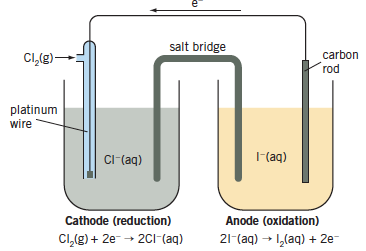 e⁻
salt bridge
Cl₂(g)
carbon
rod
platinum
wire
Cl⁻(aq)
I⁻(aq)
Cathode (reduction)
Cl₂(g) + 2e⁻ → 2Cl⁻(aq)
Anode (oxidation)
2I⁻(aq) → I₂(aq) + 2e⁻